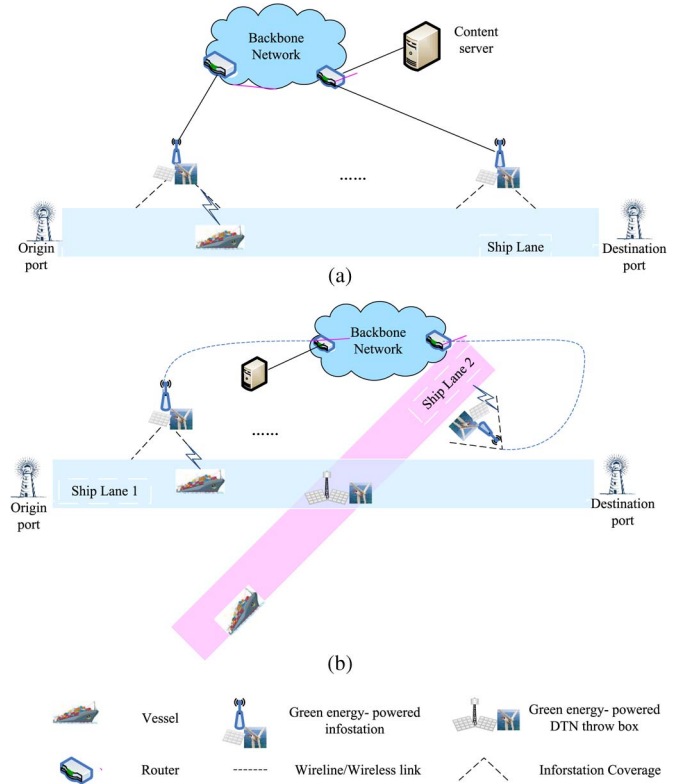 Backbone
Network
Content
server
......
Origin
port
Ship Lane
Destination
port
(a)
Backbone
Network
Ship Lane 2
......
Ship Lane 1
Origin
port
Destination
port
(b)
Vessel
Green energy- powered
infostation
Green energy- powered
DTN throw box
Router
Wireline/Wireless link
Inforstation Coverage